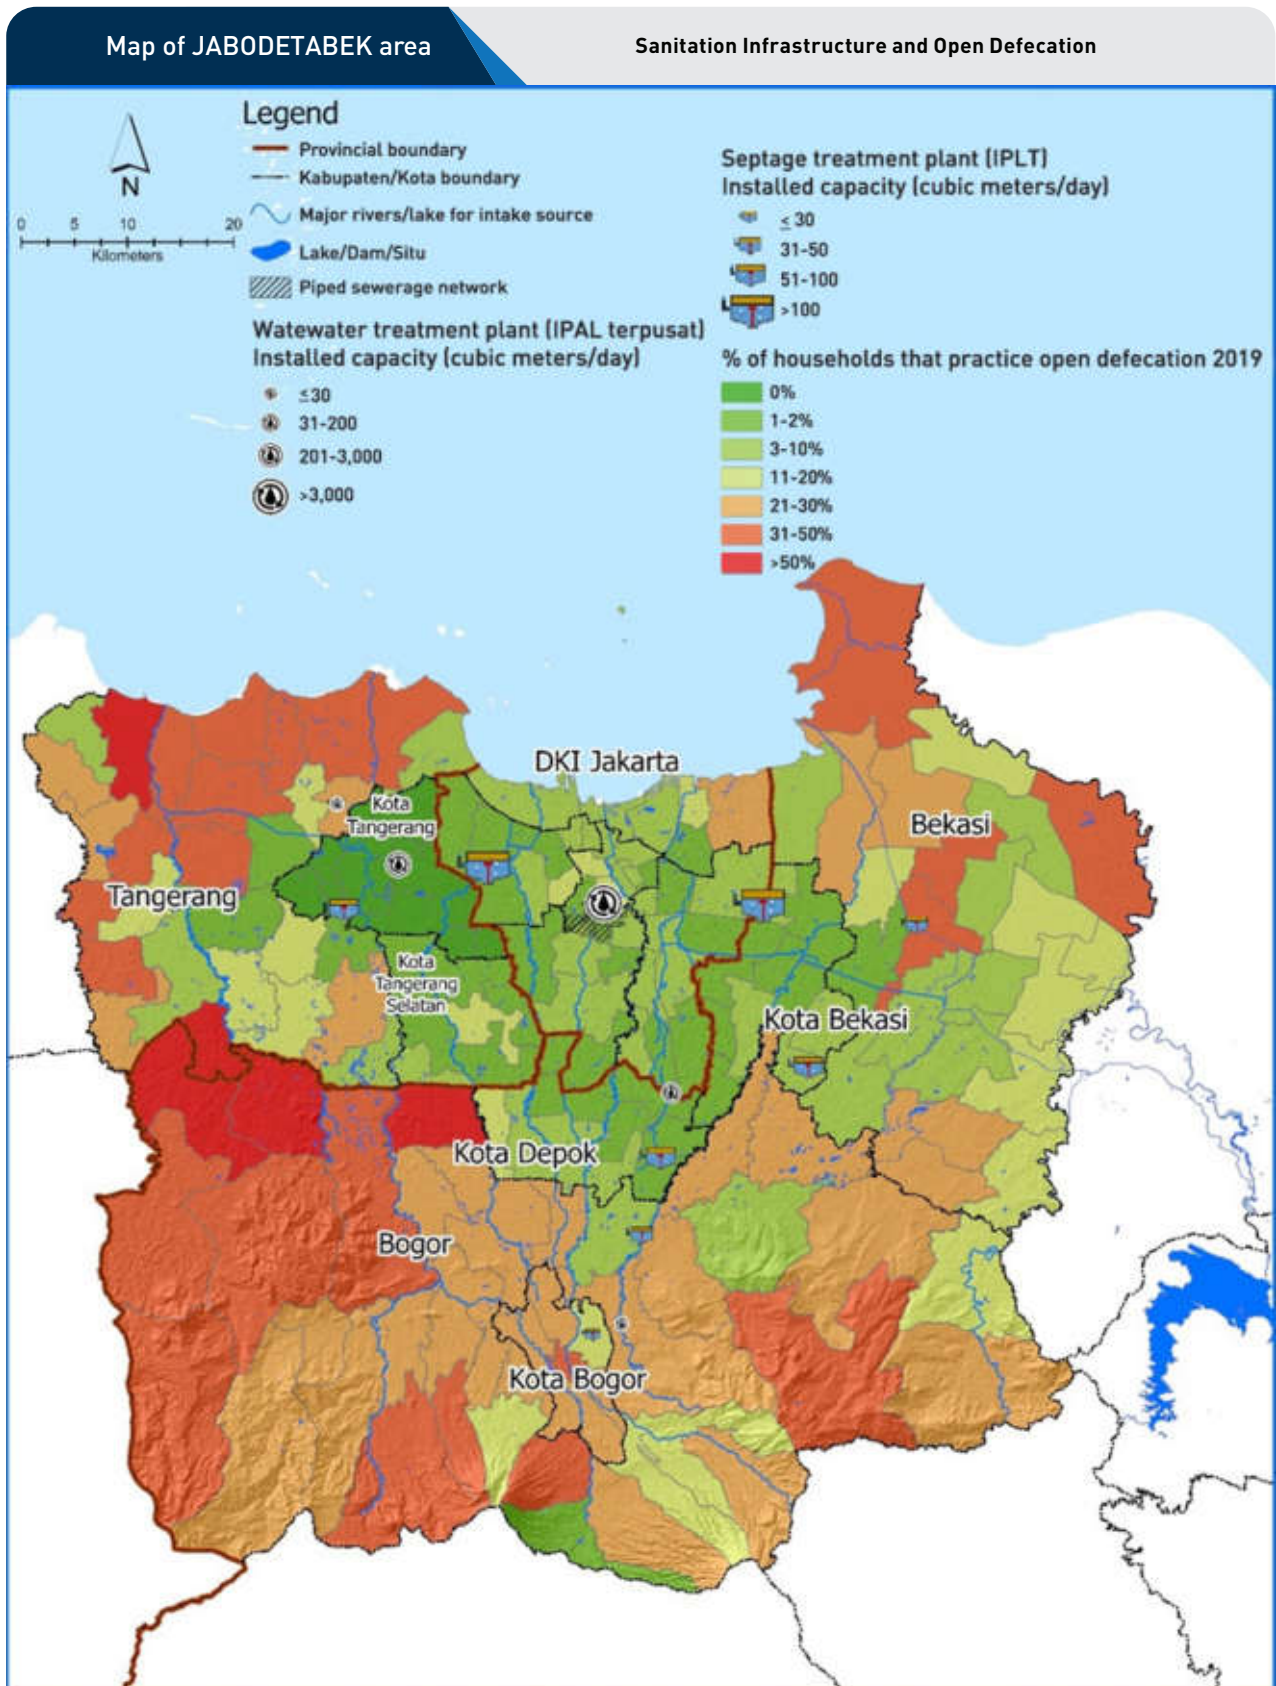 Map of JABODETABEK area
Sanitation Infrastructure and Open Defecation
Legend
Provincial boundary
Kabupaten/Kota boundary
Major rivers/lake for intake source
Lake/Dam/Situ
Piped sewerage network
N
0 5 10 20
Kilometers
Watewater treatment plant (IPAL terpusat)
Installed capacity (cubic meters/day)
≤30
31-200
201-3,000
>3,000
Septage treatment plant (IPLT)
Installed capacity (cubic meters/day)
≤ 30
31-50
51-100
>100
% of households that practice open defecation 2019
0%
1-2%
3-10%
11-20%
21-30%
31-50%
>50%
DKI Jakarta
Kota
Tangerang
Bekasi
Tangerang
Kota
Tangerang
Selatan
Kota Bekasi
Kota Depok
Bogor
Kota Bogor